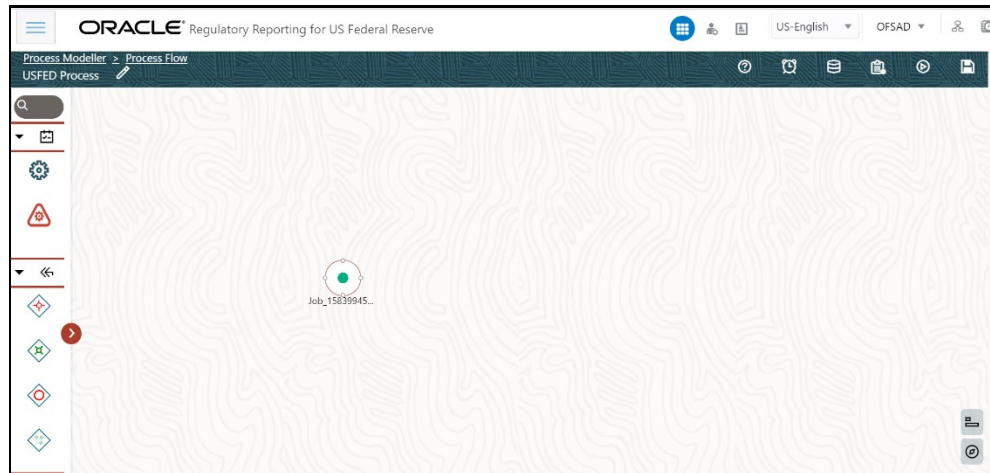 ORACLE® Regulatory Reporting for US Federal Reserve
US-English
OFSAD
Process Modeller > Process Flow
USFED Process
Job_15839945...